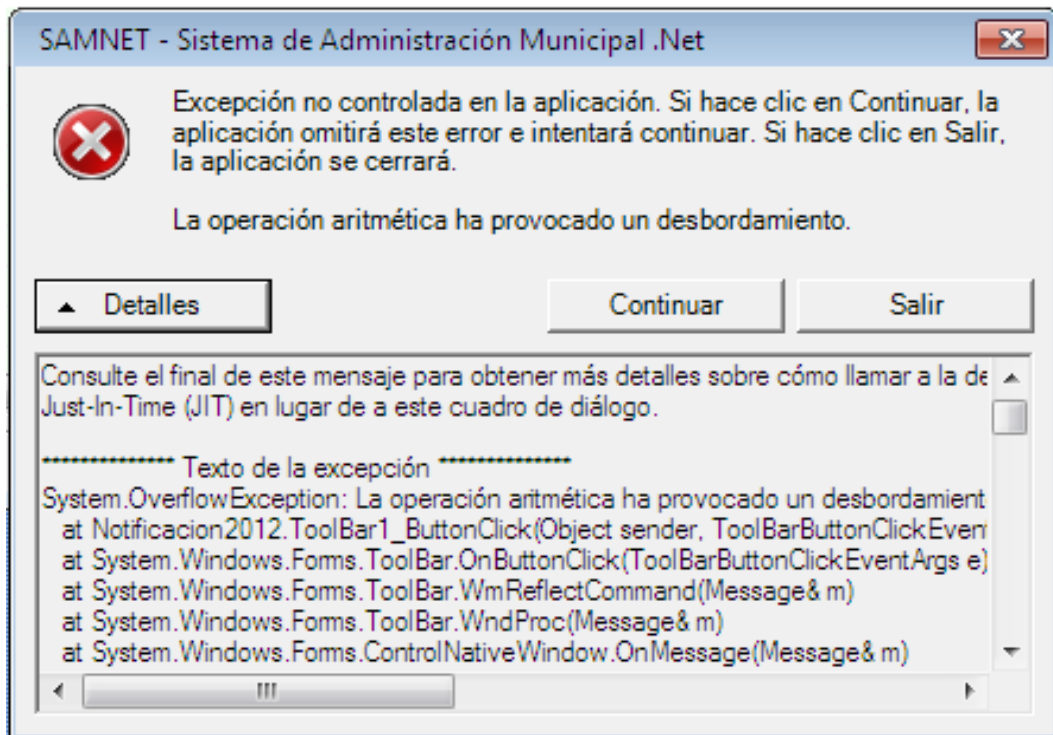 SAMNET - Sistema de Administración Municipal .Net
Excepción no controlada en la aplicación. Si hace clic en Continuar, la
aplicación omitirá este error e intentará continuar. Si hace clic en Salir,
la aplicación se cerrará.
La operación aritmética ha provocado un desbordamiento.
Detalles
Continuar
Salir
Consulte el final de este mensaje para obtener más detalles sobre cómo llamar a la de
Just-In-Time (JIT) en lugar de a este cuadro de diálogo.
************** Texto de la excepción **************
System.OverflowException: La operación aritmética ha provocado un desbordamient
at Notificacion2012.ToolBar1_ButtonClick(Object sender, ToolBarButtonClickEvent
at System.Windows.Forms.ToolBar.OnButtonClick(ToolBarButtonClickEventArgs e)
at System.Windows.Forms.ToolBar.WmReflectCommand(Message& m)
at System.Windows.Forms.ToolBar.WndProc(Message& m)
at System.Windows.Forms.ControlNativeWindow.OnMessage(Message& m)